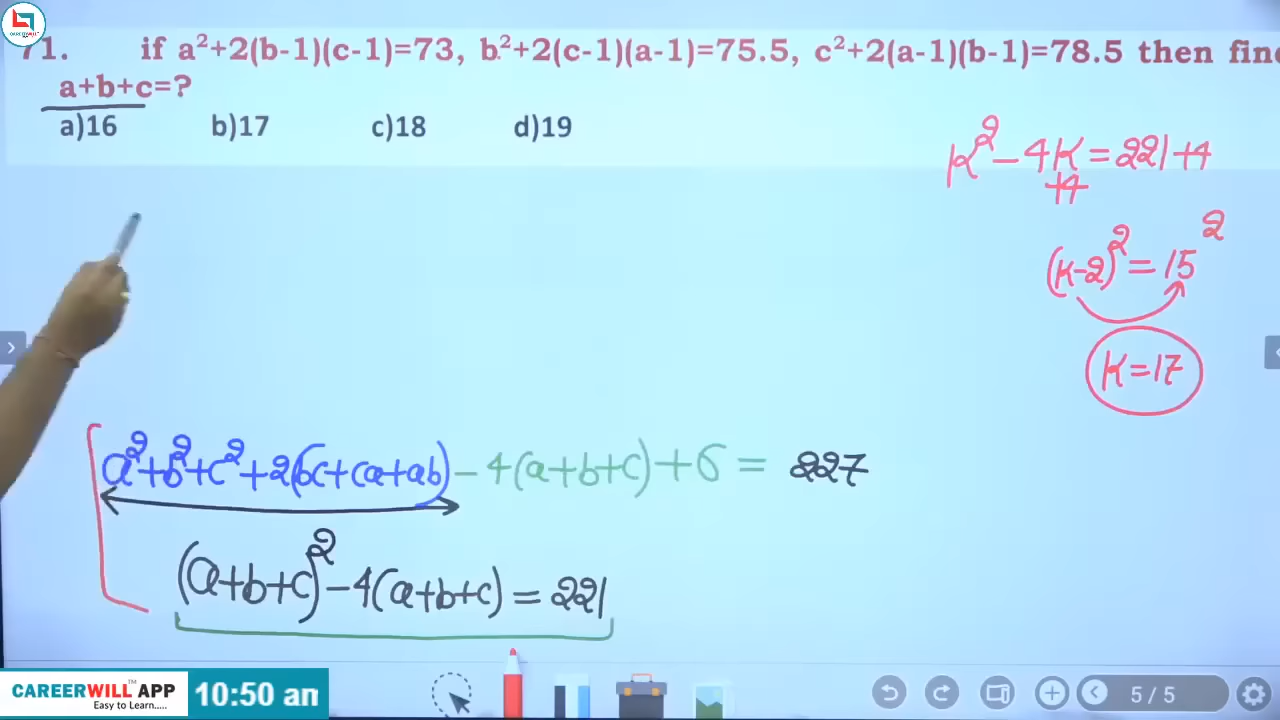 71. if a²+2(b-1)(c-1)=73, b²+2(c-1)(a-1)=75.5, c²+2(a-1)(b-1)=78.5 then find
a+b+c=?
a)16 b)17 c)18 d)19
K² - 4K = 221+4
+4
(K-2)² = 15²
K=17
a²+b²+c²+2(bc+ca+ab) - 4(a+b+c)+6 = 227
(a+b+c)² - 4(a+b+c) = 221
CAREERWILL™ APP
Easy to Learn.....
10:50 am
5 / 5